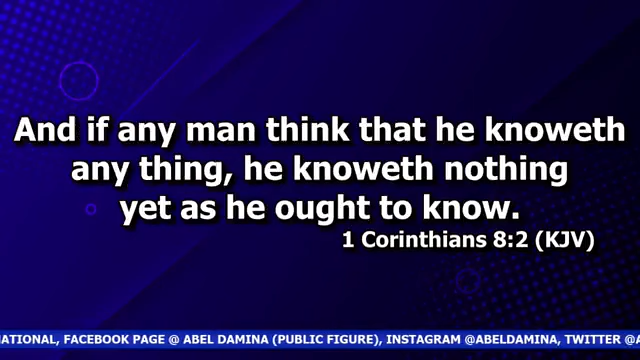 And if any man think that he knoweth
any thing, he knoweth nothing
yet as he ought to know.
1 Corinthians 8:2 (KJV)
NATIONAL, FACEBOOK PAGE @ ABEL DAMINA (PUBLIC FIGURE), INSTAGRAM @ABELDAMINA, TWITTER @A